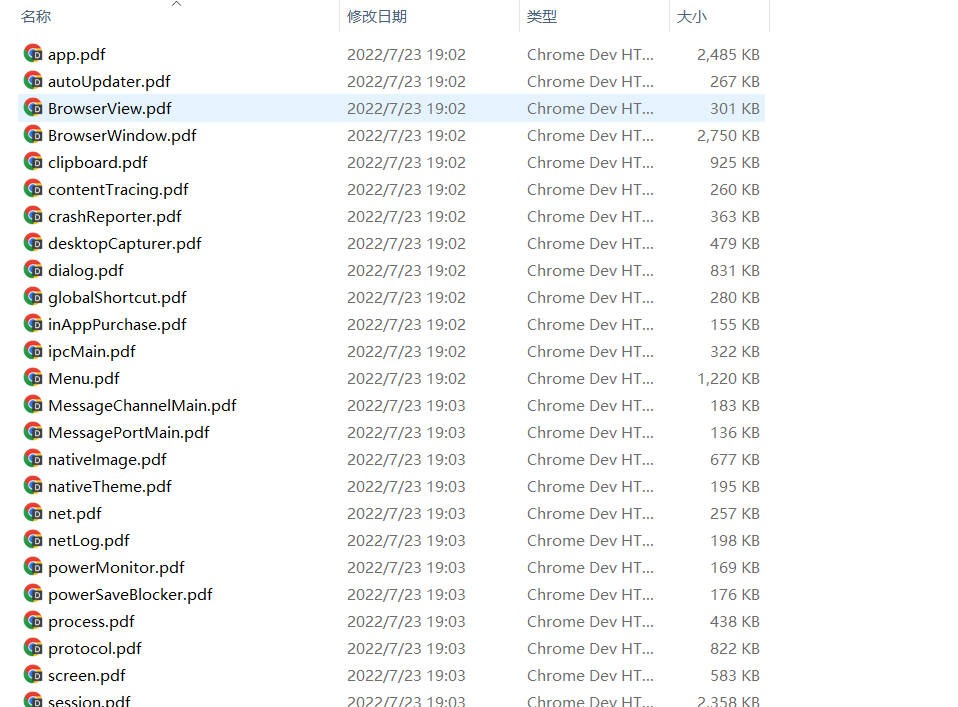 名称 修改日期 类型 大小
app.pdf 2022/7/23 19:02 Chrome Dev HT... 2,485 KB
autoUpdater.pdf 2022/7/23 19:02 Chrome Dev HT... 267 KB
BrowserView.pdf 2022/7/23 19:02 Chrome Dev HT... 301 KB
BrowserWindow.pdf 2022/7/23 19:02 Chrome Dev HT... 2,750 KB
clipboard.pdf 2022/7/23 19:02 Chrome Dev HT... 925 KB
contentTracing.pdf 2022/7/23 19:02 Chrome Dev HT... 260 KB
crashReporter.pdf 2022/7/23 19:02 Chrome Dev HT... 363 KB
desktopCapturer.pdf 2022/7/23 19:02 Chrome Dev HT... 479 KB
dialog.pdf 2022/7/23 19:02 Chrome Dev HT... 831 KB
globalShortcut.pdf 2022/7/23 19:02 Chrome Dev HT... 280 KB
inAppPurchase.pdf 2022/7/23 19:02 Chrome Dev HT... 155 KB
ipcMain.pdf 2022/7/23 19:02 Chrome Dev HT... 322 KB
Menu.pdf 2022/7/23 19:02 Chrome Dev HT... 1,220 KB
MessageChannelMain.pdf 2022/7/23 19:03 Chrome Dev HT... 183 KB
MessagePortMain.pdf 2022/7/23 19:03 Chrome Dev HT... 136 KB
nativeImage.pdf 2022/7/23 19:03 Chrome Dev HT... 677 KB
nativeTheme.pdf 2022/7/23 19:03 Chrome Dev HT... 195 KB
net.pdf 2022/7/23 19:03 Chrome Dev HT... 257 KB
netLog.pdf 2022/7/23 19:03 Chrome Dev HT... 198 KB
powerMonitor.pdf 2022/7/23 19:03 Chrome Dev HT... 169 KB
powerSaveBlocker.pdf 2022/7/23 19:03 Chrome Dev HT... 176 KB
process.pdf 2022/7/23 19:03 Chrome Dev HT... 438 KB
protocol.pdf 2022/7/23 19:03 Chrome Dev HT... 822 KB
screen.pdf 2022/7/23 19:03 Chrome Dev HT... 583 KB
session.pdf 2022/7/23 19:03 Chrome Dev HT... 2,358 KB